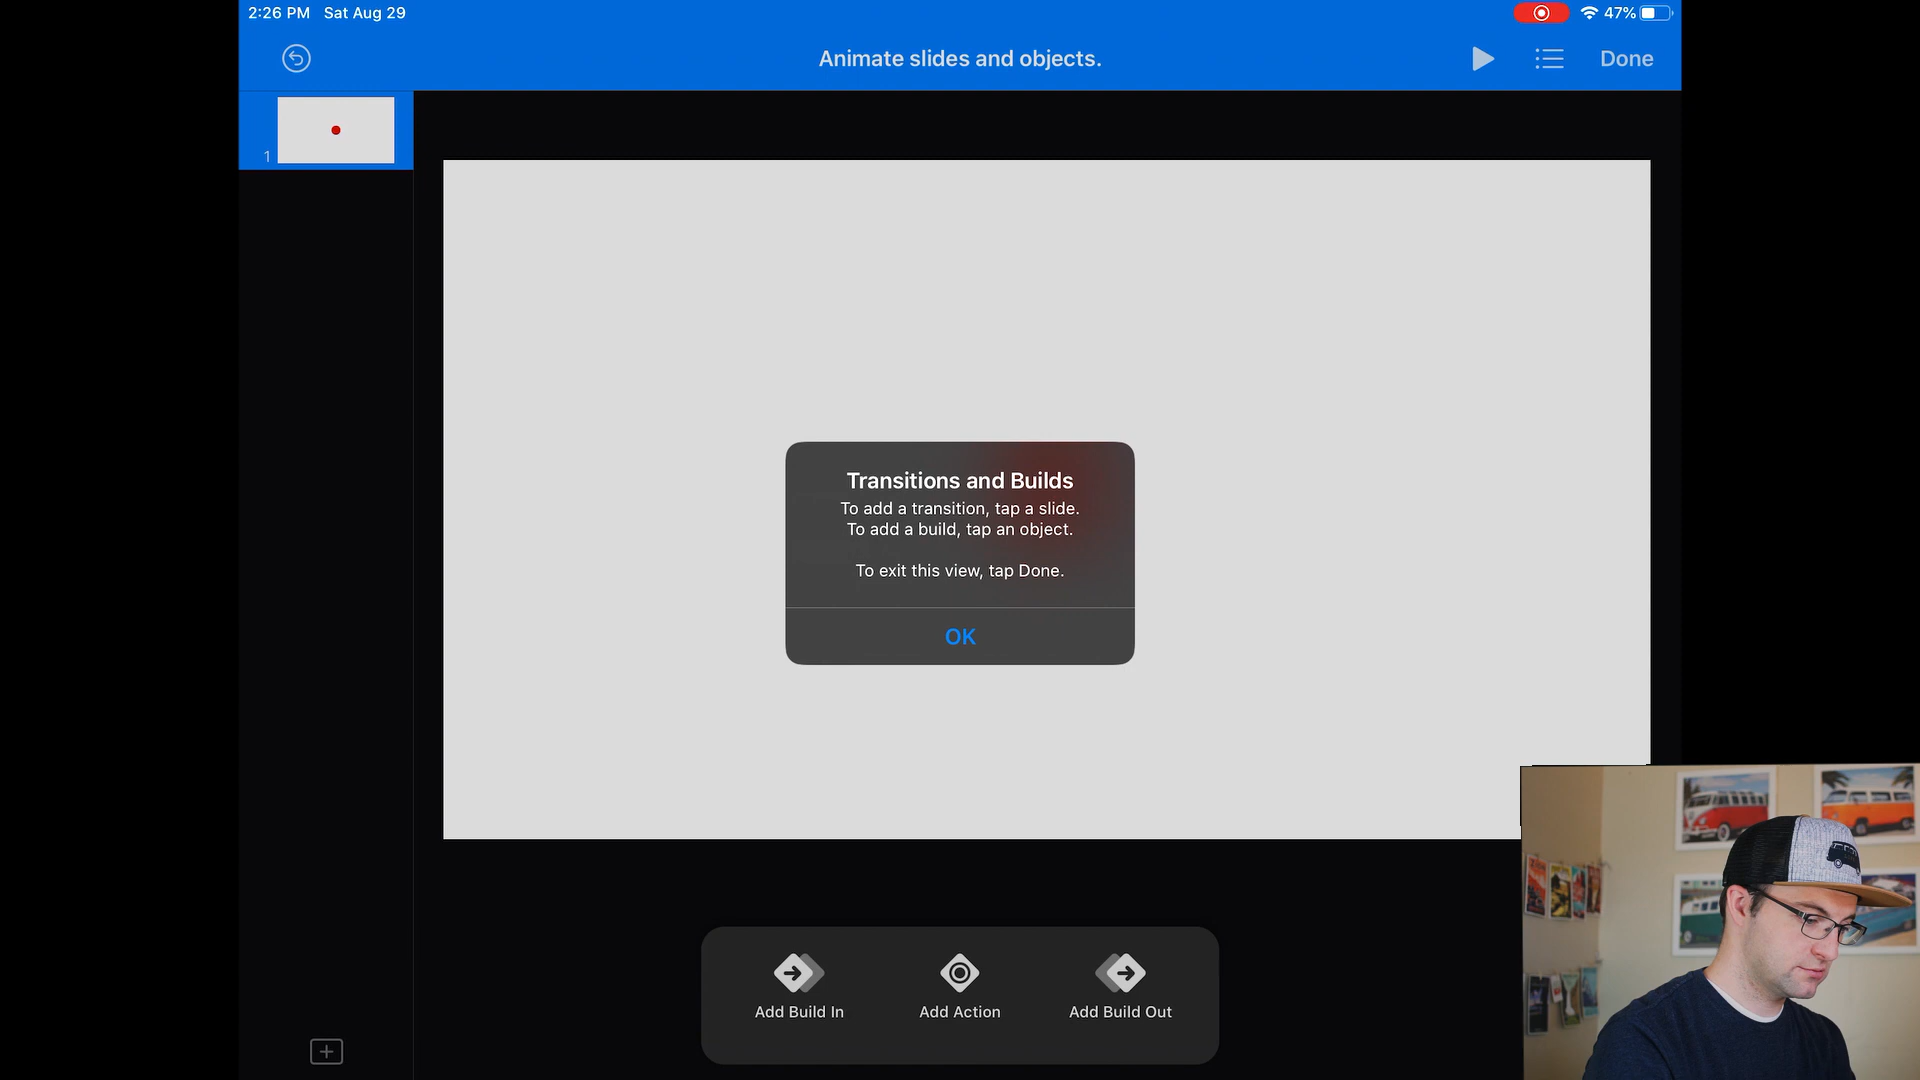 2:26 PM Sat Aug 29
47%
Animate slides and objects.
Done
1
Transitions and Builds
To add a transition, tap a slide.
To add a build, tap an object.
To exit this view, tap Done.
OK
Add Build In
Add Action
Add Build Out